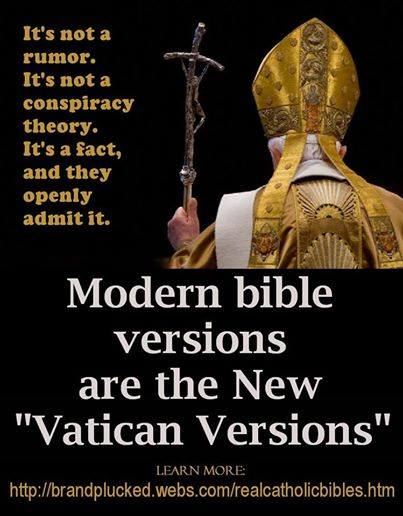 It's not a
rumor.
It's not a
conspiracy
theory.
It's a fact,
and they
openly
admit it.
Modern bible
versions
are the New
"Vatican Versions"
LEARN MORE:
http://brandplucked.webs.com/realcatholicbibles.htm